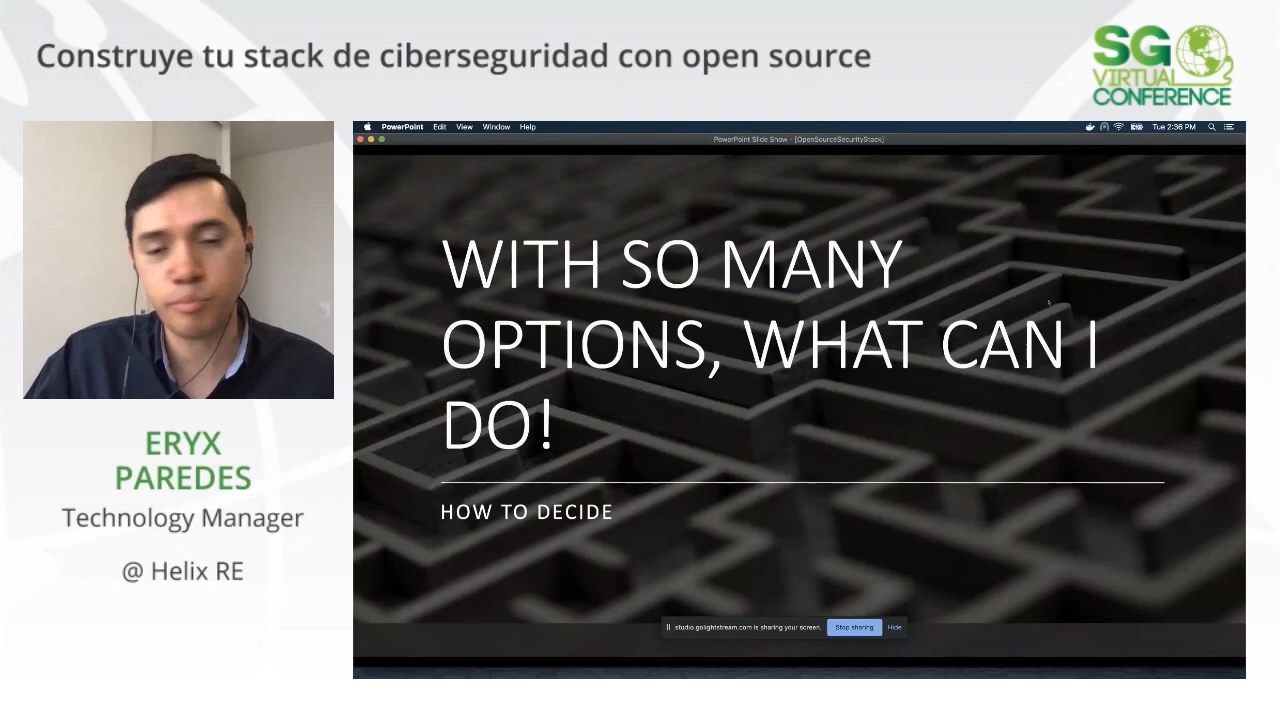 Construye tu stack de ciberseguridad con open source
SG
VIRTUAL
CONFERENCE
PowerPoint Edit View Window Help
Tue 2:36 PM
PowerPoint Slide Show - [OpenSourceSecurityStack]
WITH SO MANY
OPTIONS, WHAT CAN I
DO!
HOW TO DECIDE
studio.golightstream.com is sharing your screen. Stop sharing Hide
ERYX
PAREDES
Technology Manager
@ Helix RE